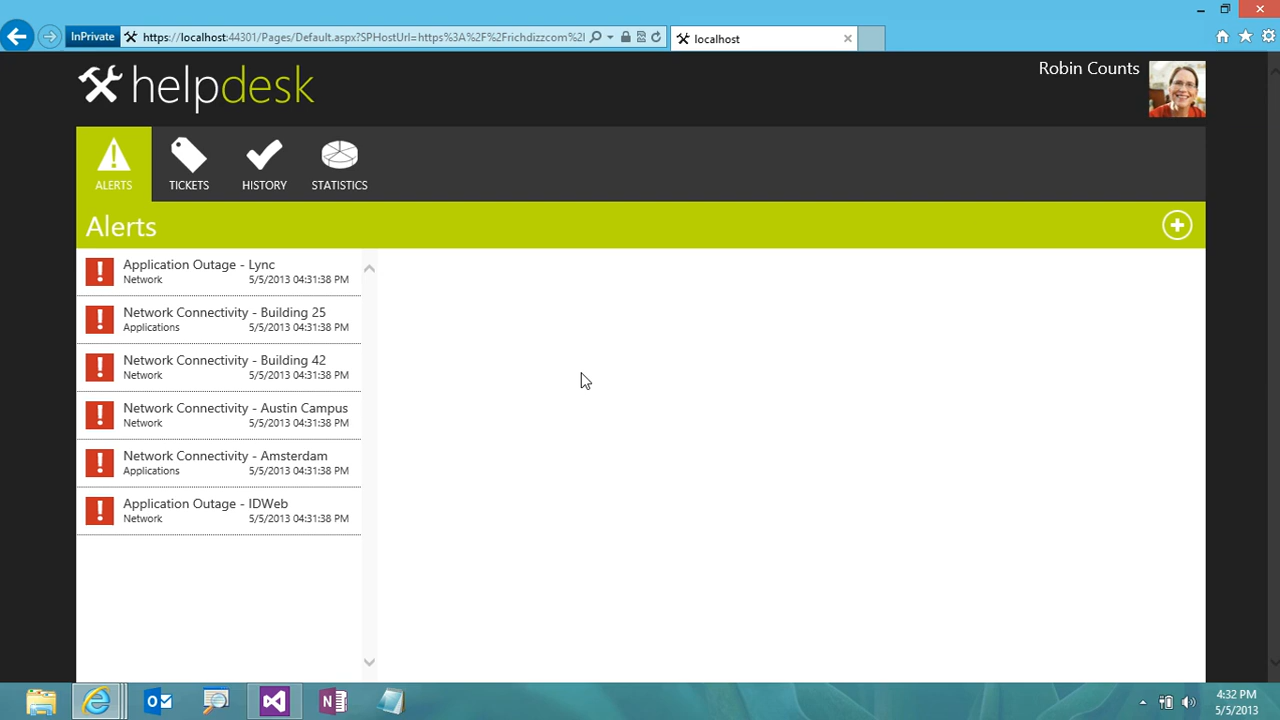 InPrivate
https://localhost:44301/Pages/Default.aspx?SPHostUrl=https%3A%2F%2Frichdizzcom%2
localhost
helpdesk
Robin Counts
ALERTS
TICKETS
HISTORY
STATISTICS
Alerts
Application Outage - Lync
Network 5/5/2013 04:31:38 PM
Network Connectivity - Building 25
Applications 5/5/2013 04:31:38 PM
Network Connectivity - Building 42
Network 5/5/2013 04:31:38 PM
Network Connectivity - Austin Campus
Network 5/5/2013 04:31:38 PM
Network Connectivity - Amsterdam
Applications 5/5/2013 04:31:38 PM
Application Outage - IDWeb
Network 5/5/2013 04:31:38 PM
4:32 PM
5/5/2013